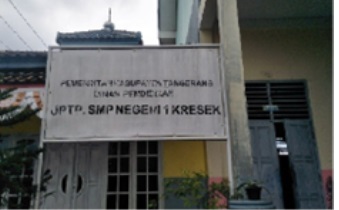 PEMERINTAH KABUPATEN TANGERANG
DINAS PENDIDIKAN
UPTD. SMP NEGERI 1 KRESEK